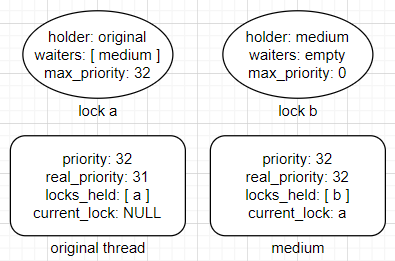 holder: original
waiters: [ medium ]
max_priority: 32
lock a
holder: medium
waiters: empty
max_priority: 0
lock b
priority: 32
real_priority: 31
locks_held: [ a ]
current_lock: NULL
original thread
priority: 32
real_priority: 32
locks_held: [ b ]
current_lock: a
medium